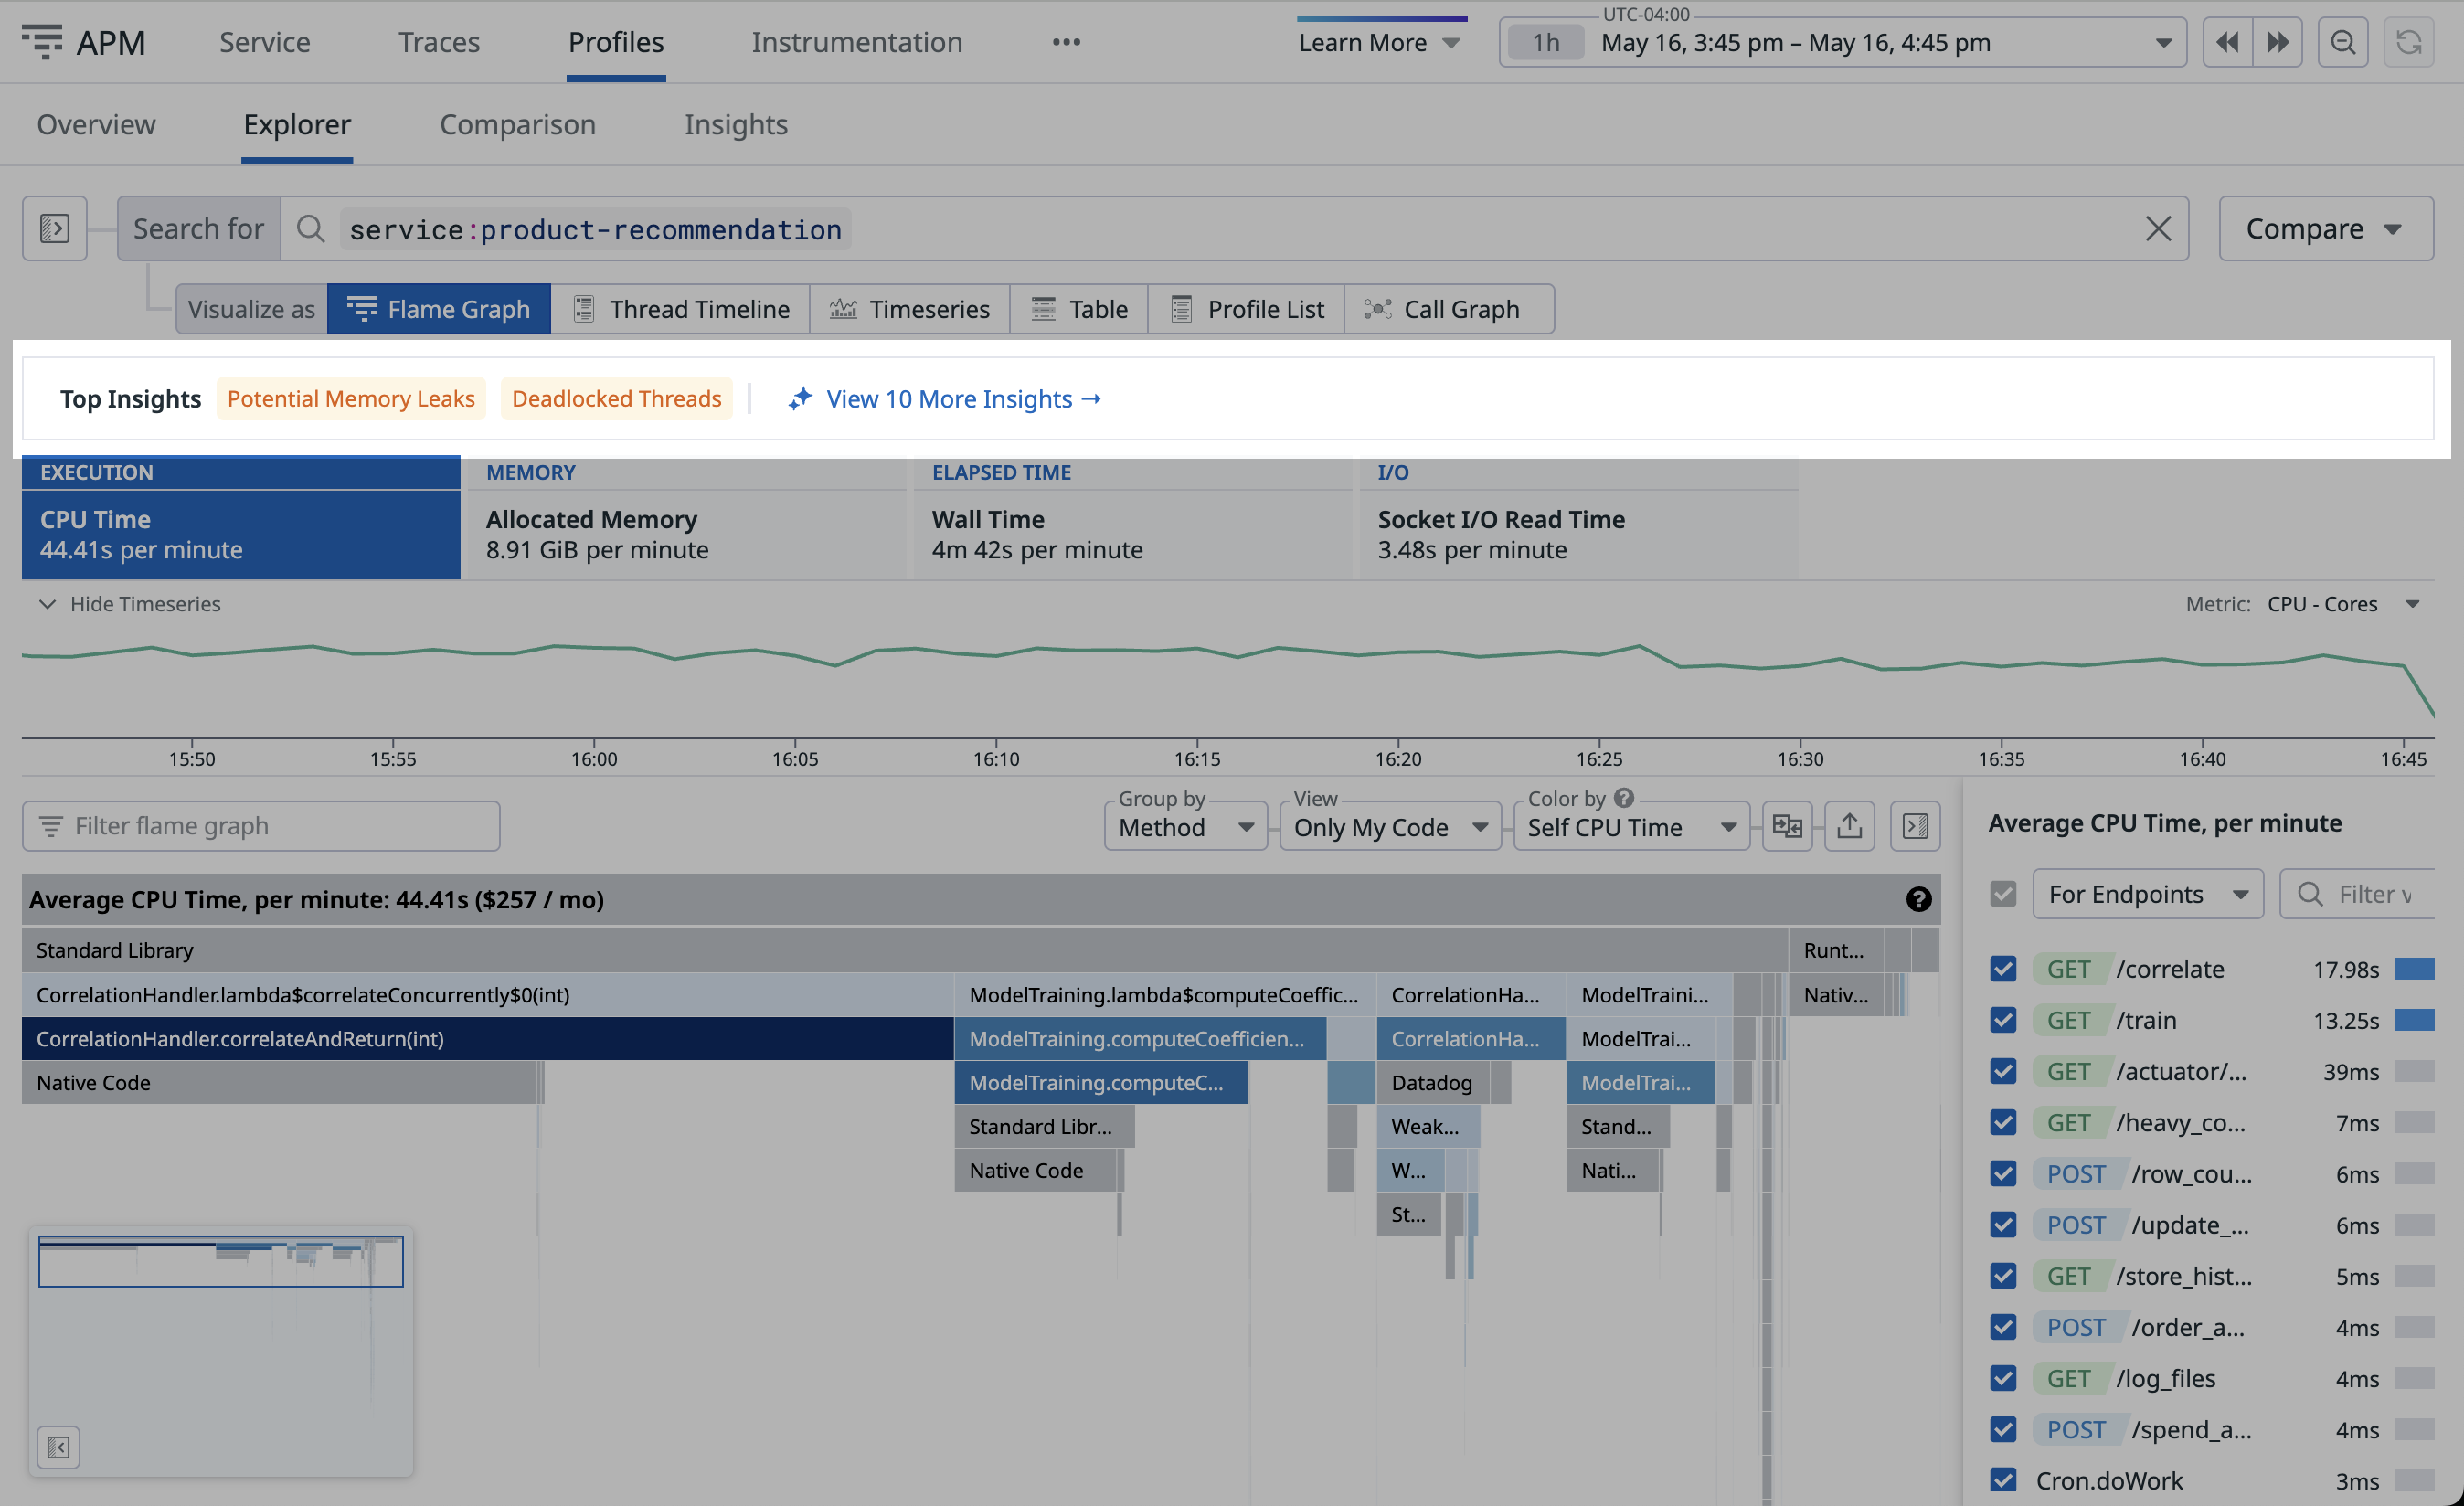 APM Service Traces Profiles Instrumentation ••• Learn More UTC-04:00 1h May 16, 3:45 pm – May 16, 4:45 pm
Overview Explorer Comparison Insights
Search for service:product-recommendation Compare
Visualize as Flame Graph Thread Timeline Timeseries Table Profile List Call Graph
Top Insights Potential Memory Leaks Deadlocked Threads View 10 More Insights →
EXECUTION MEMORY ELAPSED TIME I/O
CPU Time Allocated Memory Wall Time Socket I/O Read Time
44.41s per minute 8.91 GiB per minute 4m 42s per minute 3.48s per minute
Hide Timeseries Metric: CPU - Cores
15:50 15:55 16:00 16:05 16:10 16:15 16:20 16:25 16:30 16:35 16:40 16:45
Filter flame graph Group by Method View Only My Code Color by Self CPU Time
Average CPU Time, per minute: 44.41s ($257 / mo)
Standard Library Runt...
CorrelationHandler.lambda$correlateConcurrently$0(int) ModelTraining.lambda$computeCoeffic... CorrelationHa... ModelTraini... Nativ...
CorrelationHandler.correlateAndReturn(int) ModelTraining.computeCoefficien... CorrelationHa... ModelTrai...
Native Code ModelTraining.computeC... Datadog ModelTrai...
Standard Libr... Weak... Stand...
Native Code W... Nati...
St...
Average CPU Time, per minute
For Endpoints Filter v
GET /correlate 17.98s
GET /train 13.25s
GET /actuator/... 39ms
GET /heavy_co... 7ms
POST /row_cou... 6ms
POST /update_... 6ms
GET /store_hist... 5ms
POST /order_a... 4ms
GET /log_files 4ms
POST /spend_a... 4ms
Cron.doWork 3ms